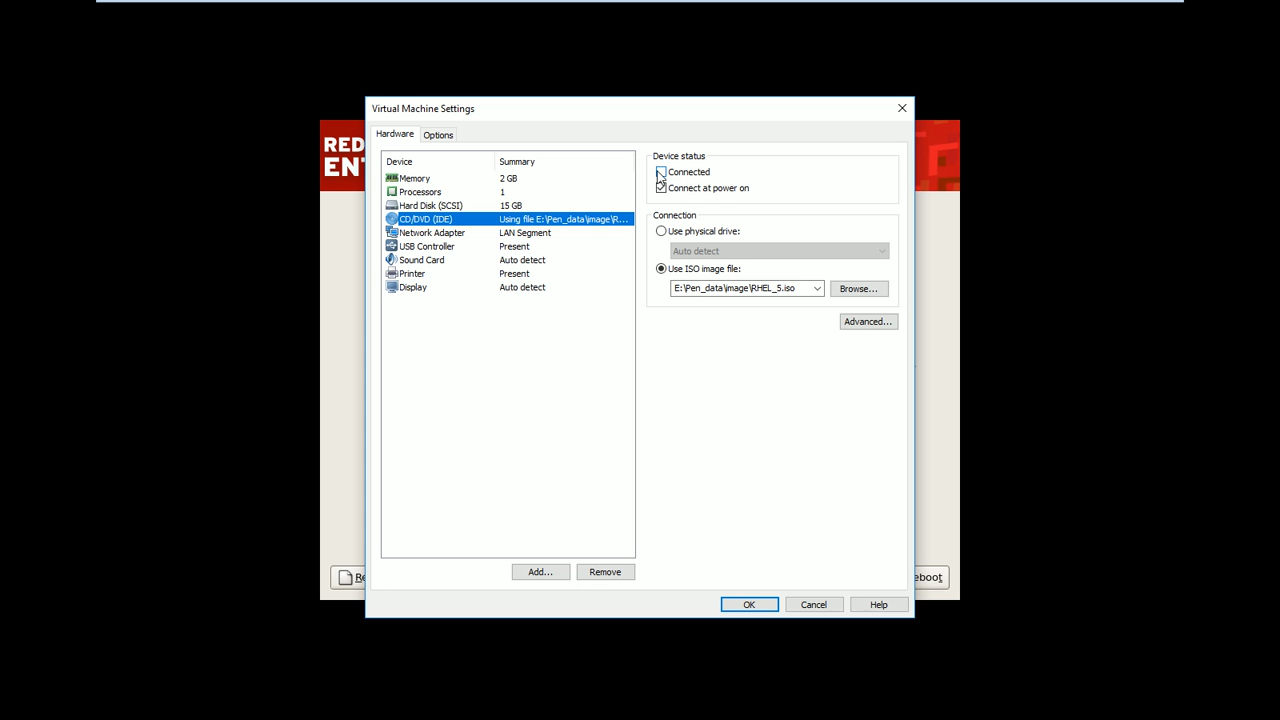 Virtual Machine Settings
Hardware
Options
Device Summary
Memory 2 GB
Processors 1
Hard Disk (SCSI) 15 GB
CD/DVD (IDE) Using file E:\Pen_data\image\R...
Network Adapter LAN Segment
USB Controller Present
Sound Card Auto detect
Printer Present
Display Auto detect
Add...
Remove
Device status
Connected
Connect at power on
Connection
Use physical drive:
Auto detect
Use ISO image file:
E:\Pen_data\image\RHEL_5.iso
Browse...
Advanced...
OK
Cancel
Help
RED
ENT
Re
eboot